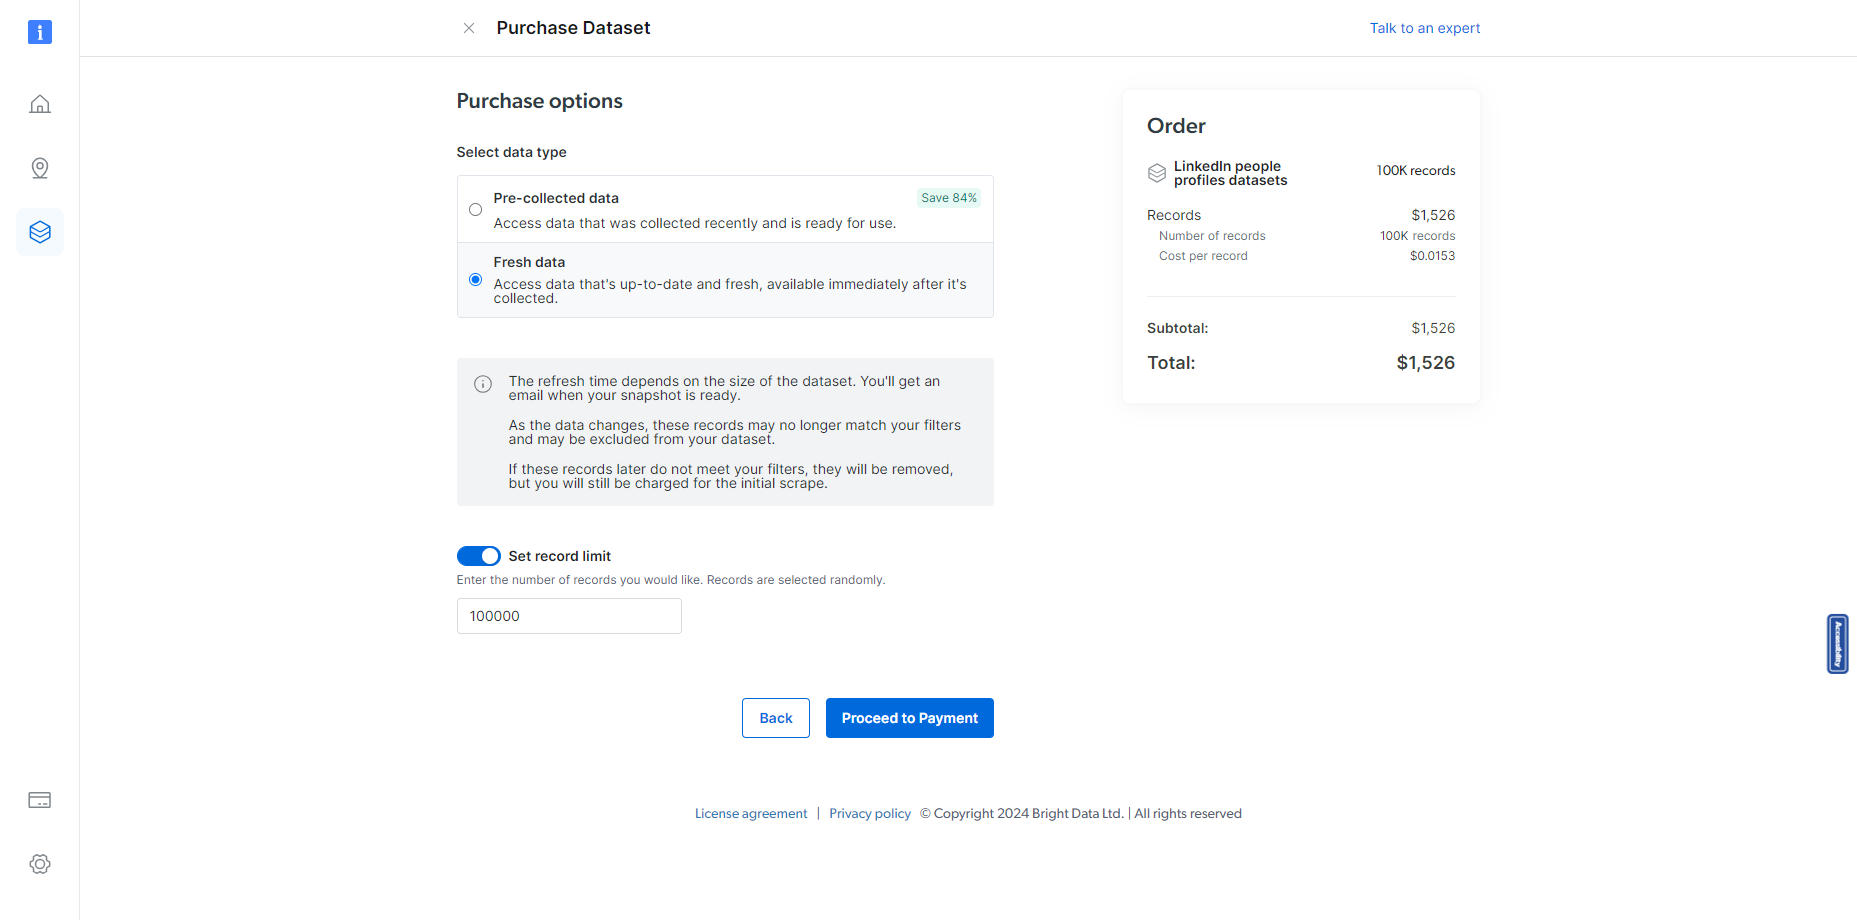 i
Purchase Dataset
Talk to an expert
Purchase options
Select data type
Pre-collected data
Save 84%
Access data that was collected recently and is ready for use.
Fresh data
Access data that's up-to-date and fresh, available immediately after it's
collected.
The refresh time depends on the size of the dataset. You'll get an
email when your snapshot is ready.
As the data changes, these records may no longer match your filters
and may be excluded from your dataset.
If these records later do not meet your filters, they will be removed,
but you will still be charged for the initial scrape.
Set record limit
Enter the number of records you would like. Records are selected randomly.
100000
Back
Proceed to Payment
Order
LinkedIn people
profiles datasets
100K records
Records $1,526
Number of records 100K records
Cost per record $0.0153
Subtotal: $1,526
Total: $1,526
Accessibility
License agreement | Privacy policy © Copyright 2024 Bright Data Ltd. | All rights reserved